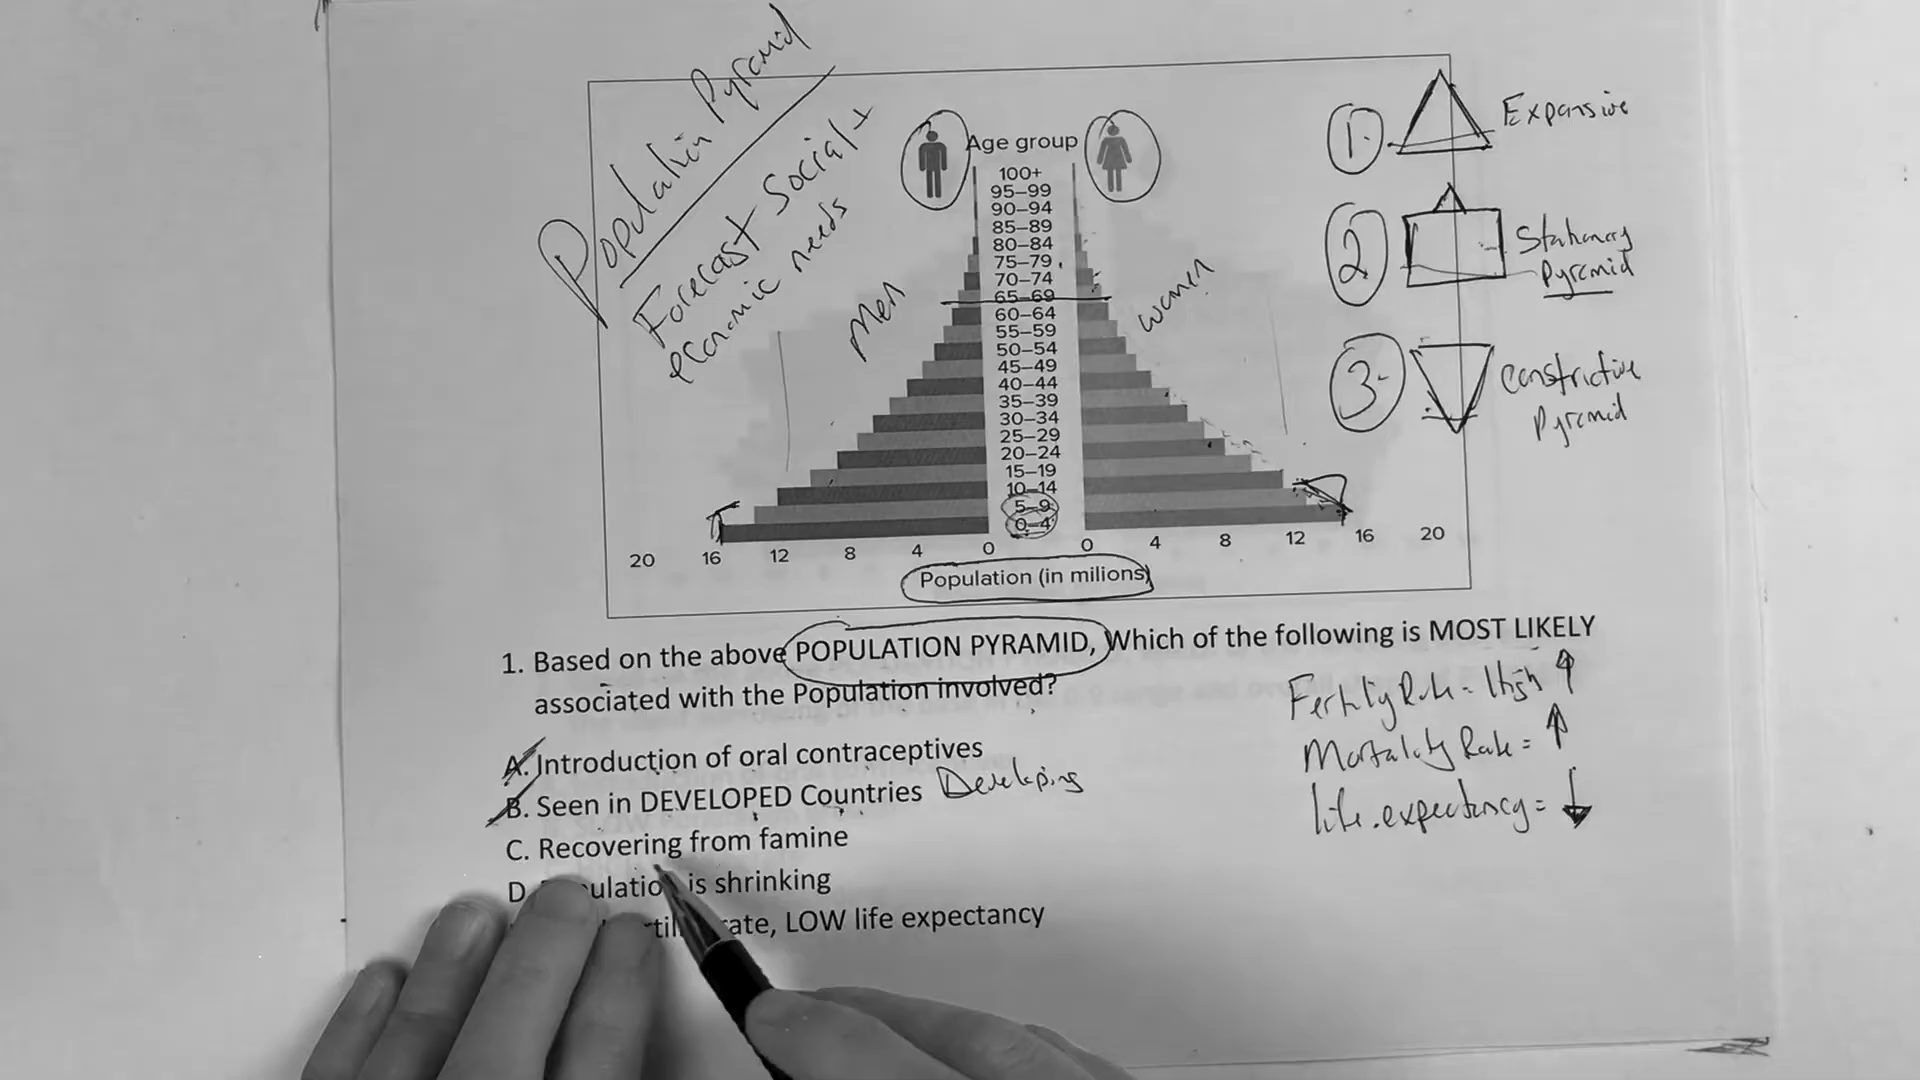 Population Pyramid
Forecast Social +
economic needs
Men
Women
Age group
100+
95–99
90–94
85–89
80–84
75–79
70–74
65–69
60–64
55–59
50–54
45–49
40–44
35–39
30–34
25–29
20–24
15–19
10–14
5–9
0–4
20 16 12 8 4 0 0 4 8 12 16 20
Population (in milions)
1. Expansive
2 Stationary
Pyramid
3- Constrictive
Pyramid
1. Based on the above POPULATION PYRAMID, Which of the following is MOST LIKELY
associated with the Population involved?
A. Introduction of oral contraceptives
B. Seen in DEVELOPED Countries Developing
C. Recovering from famine
D is shrinking
rate, LOW life expectancy
Fertility Rate = High ↑
Mortality Rate = ↑
life.expectancy = ↓